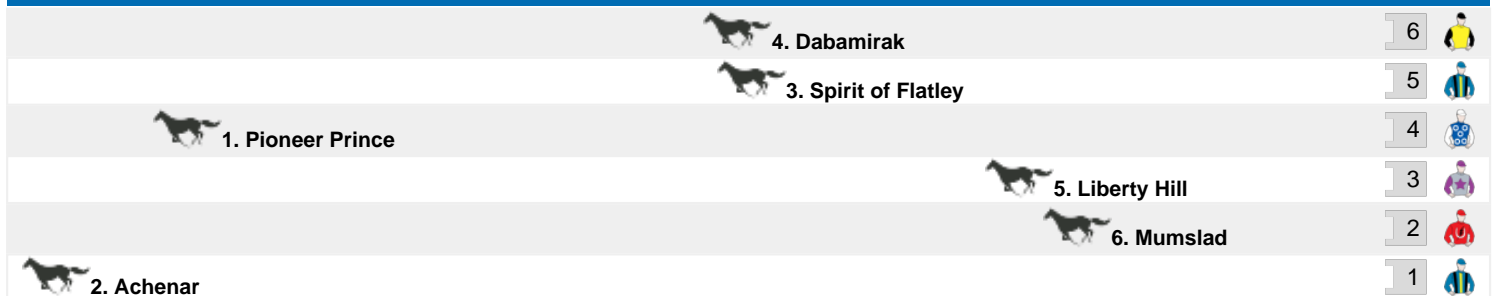 4. Dabamirak 6
3. Spirit of Flatley 5
1. Pioneer Prince 4
5. Liberty Hill 3
6. Mumslad 2
2. Achenar 1